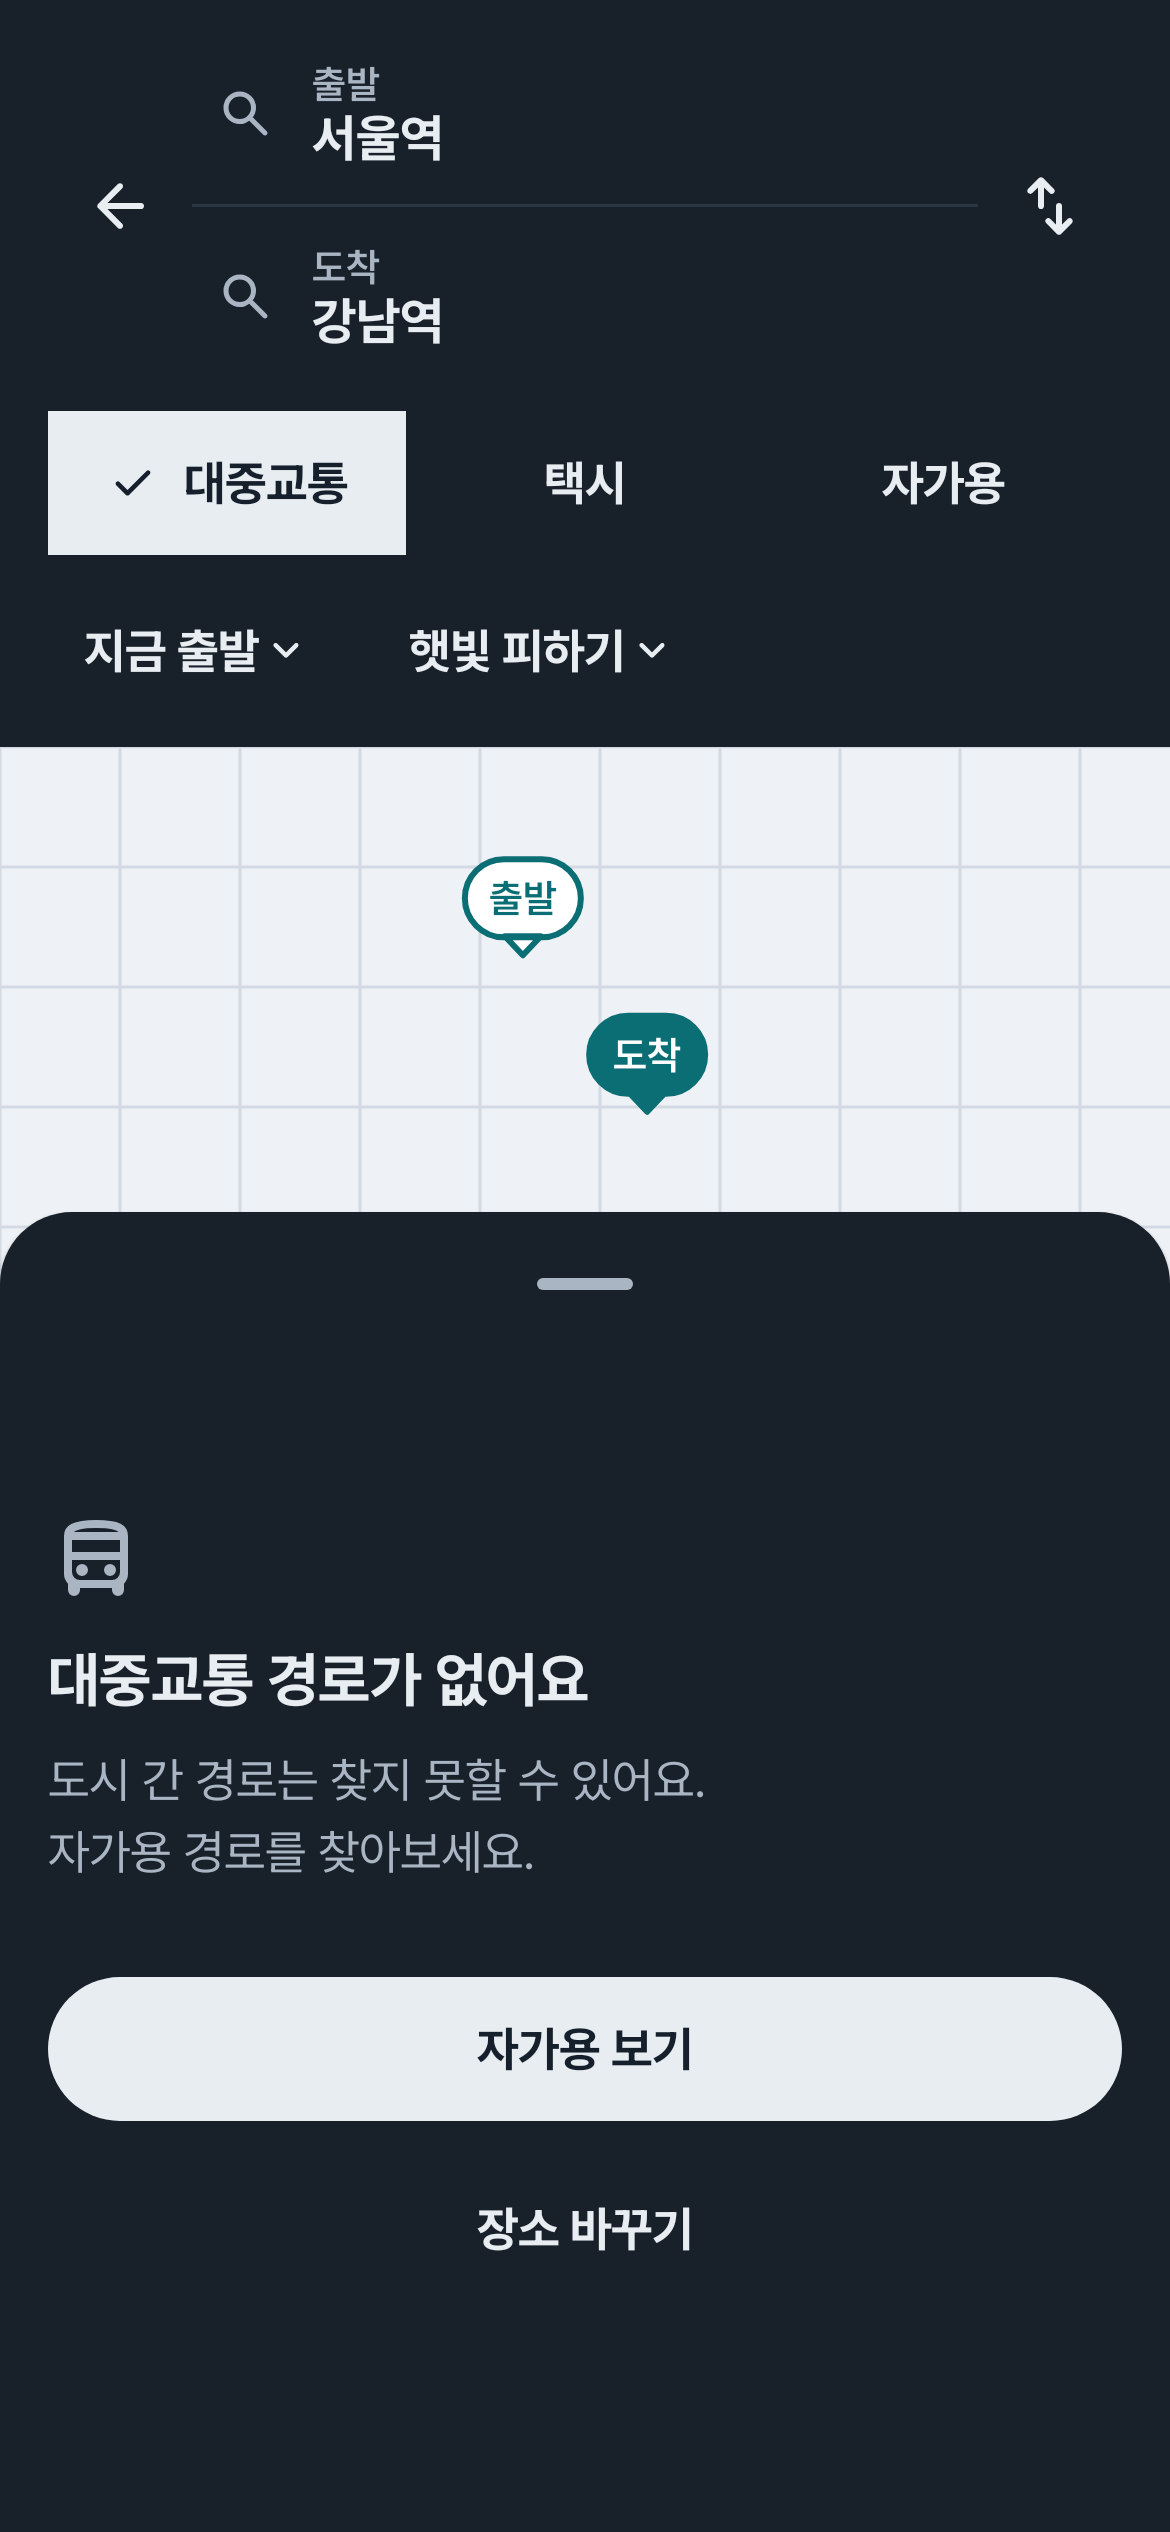 출발
서울역
도착
강남역
대중교통
택시
자가용
지금 출발
햇빛 피하기
출발
도착
대중교통 경로가 없어요
도시 간 경로는 찾지 못할 수 있어요.
자가용 경로를 찾아보세요.
자가용 보기
장소 바꾸기